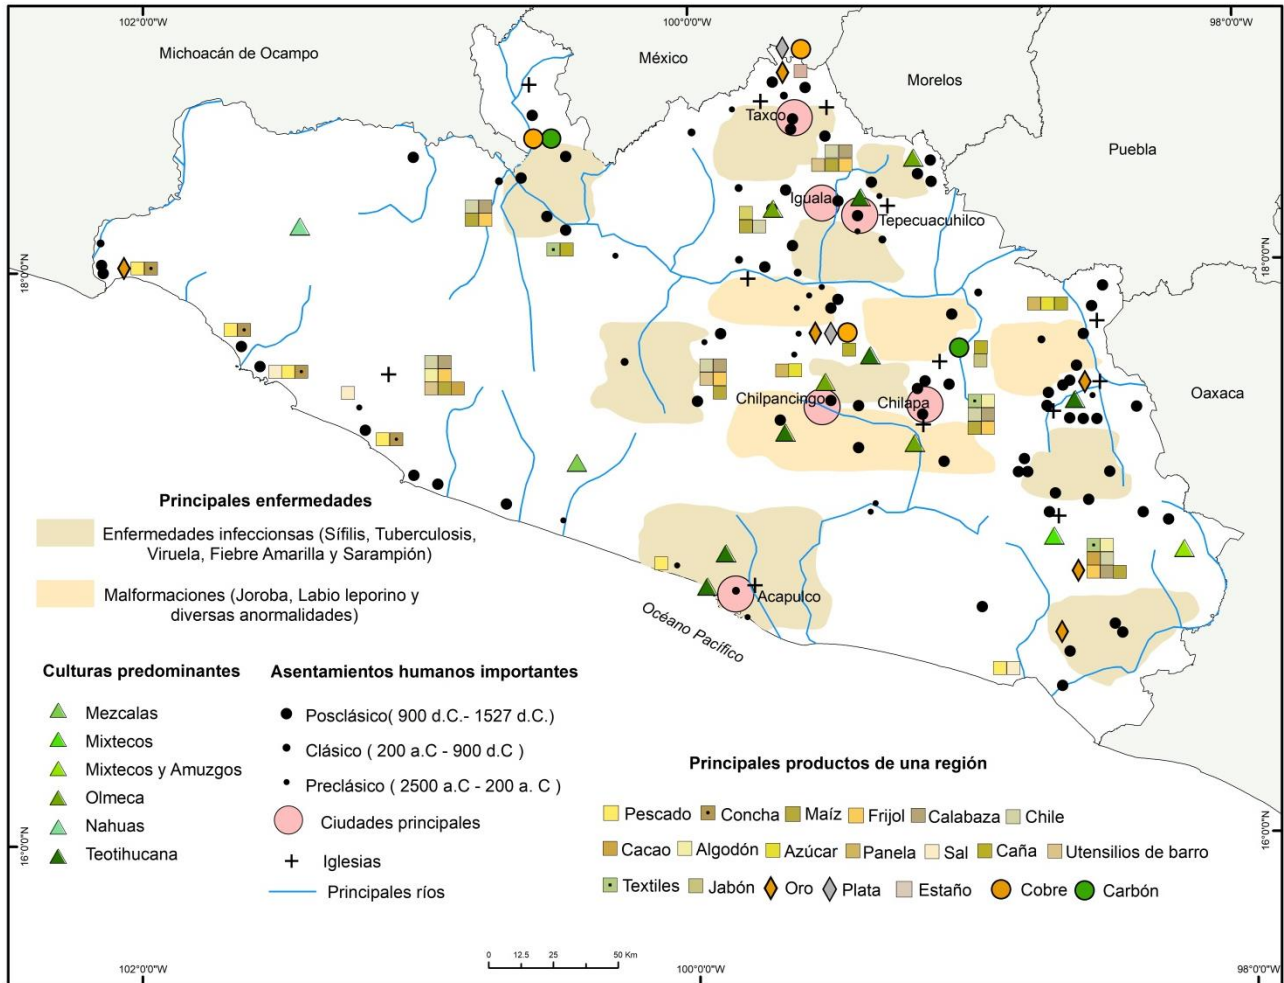 102°0'0"W
100°0'0"W
98°0'0"W
Michoacán de Ocampo
México
Morelos
Puebla
Oaxaca
18°0'0"N
18°0'0"N
16°0'0"N
16°0'0"N
Taxco
Iguala
Tepecuacuhilco
Chilpancingo
Chilapa
Acapulco
Océano Pacífico
Principales enfermedades
Enfermedades infeccionsas (Sífilis, Tuberculosis,
Viruela, Fiebre Amarilla y Sarampión)
Malformaciones (Joroba, Labio leporino y
diversas anormalidades)
Culturas predominantes
Mezcalas
Mixtecos
Mixtecos y Amuzgos
Olmeca
Nahuas
Teotihucana
Asentamientos humanos importantes
Posclásico( 900 d.C.- 1527 d.C.)
Clásico ( 200 a.C - 900 d.C )
Preclásico ( 2500 a.C - 200 a. C )
Ciudades principales
Iglesias
Principales ríos
Principales productos de una región
Pescado Concha Maíz Frijol Calabaza Chile
Cacao Algodón Azúcar Panela Sal Caña Utensilios de barro
Textiles Jabón Oro Plata Estaño Cobre Carbón
0 12.5 25 50 Km
102°0'0"W
100°0'0"W
98°0'0"W